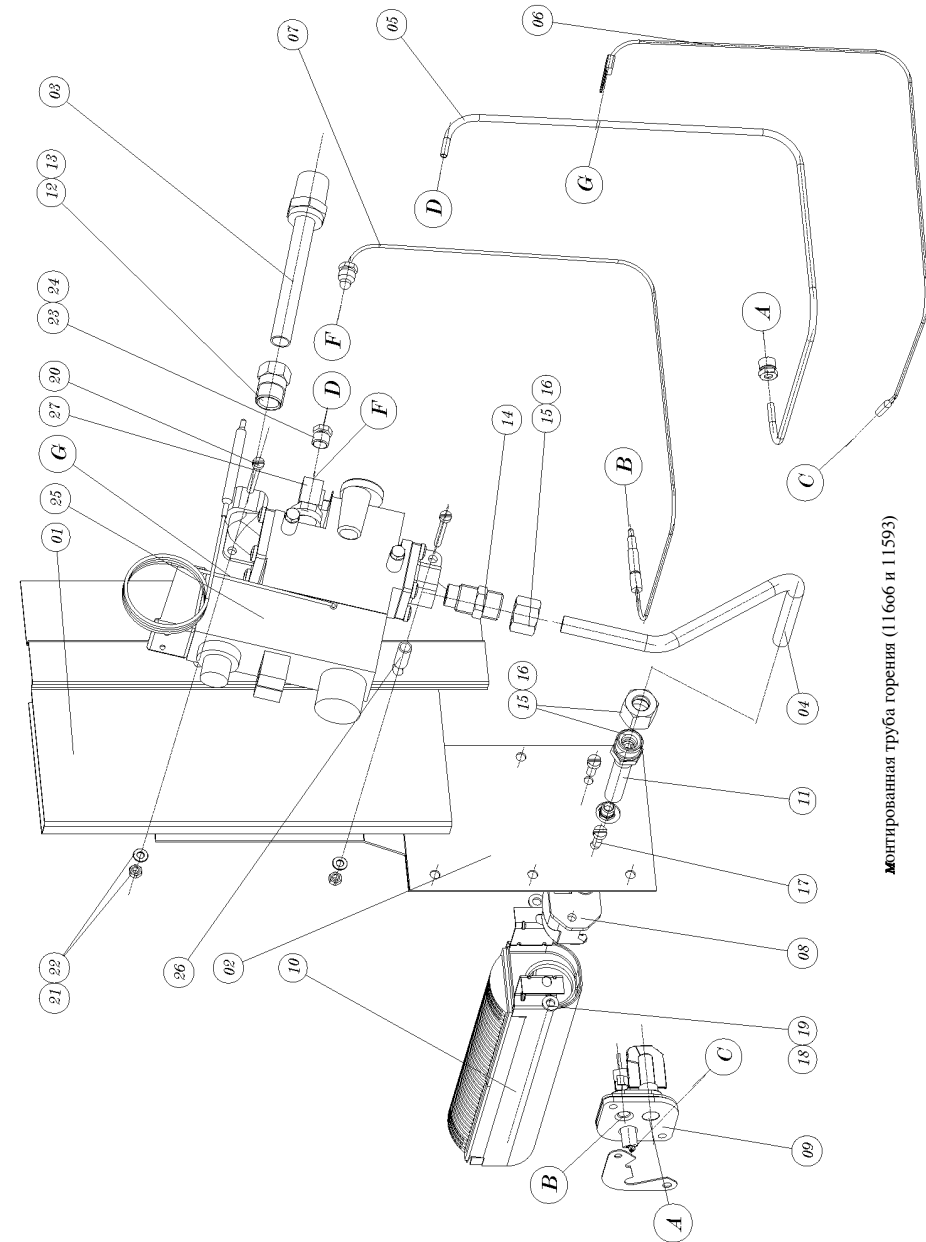 21 22 01 25 G 27 20 23 24 12 13 03
26
02
10 07
D F
F 05
D
14
15 16
B 15 16 06
G
B
A
C
A
09 18 19 08 17 11 04 C
монтированная труба горения (116о6 и 11593)